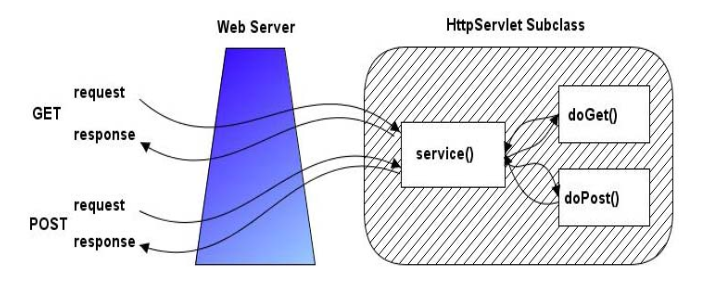 Web Server
HttpServlet Subclass
request
GET
response
service()
doGet()
request
POST
response
doPost()